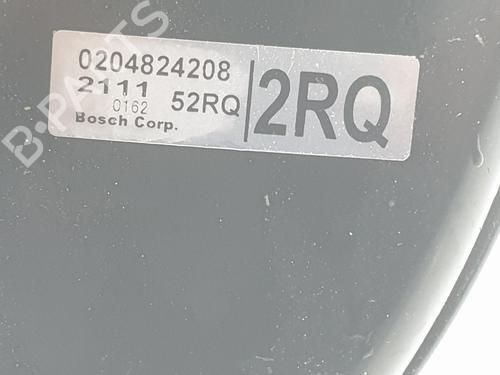 0204824208
2111 52RQ
0162
Bosch Corp.
2RQ
B-PARTS